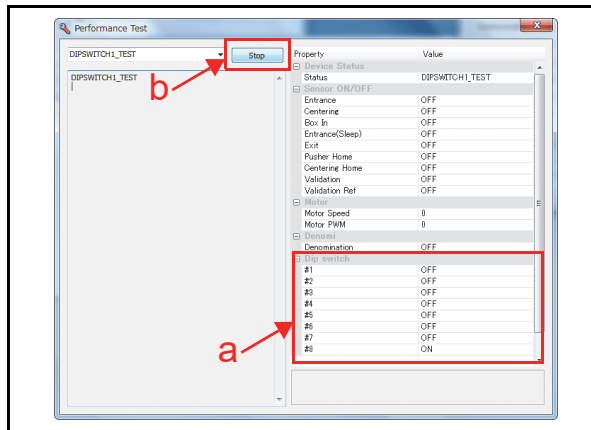 Performance Test
DIPSWITCH1_TEST
Stop
DIPSWITCH1_TEST
b
Property Value
Device Status
Status DIPSWITCH1_TEST
Sensor ON/OFF
Entrance OFF
Centering OFF
Box In OFF
Entrance(Sleep) OFF
Exit OFF
Pusher Home OFF
Centering Home OFF
Validation OFF
Validation Ref OFF
Motor
Motor Speed 0
Motor PWM 0
Denomi
Denomination OFF
Dip switch
#1 OFF
#2 OFF
#3 OFF
#4 OFF
#5 OFF
#6 OFF
#7 OFF
#8 ON
a